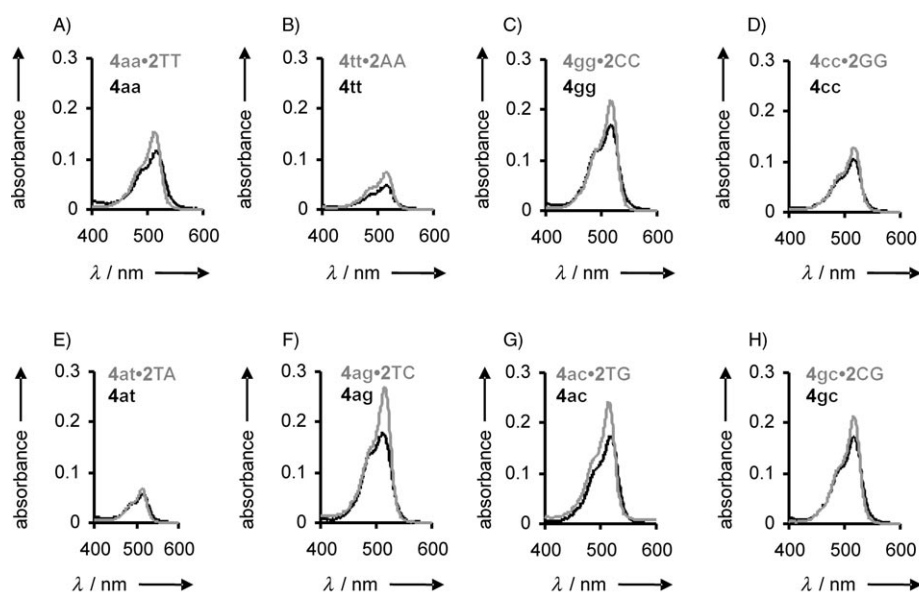 A)
4aa•2TT
4aa
absorbance
0.3
0.2
0.1
0
400 500 600
λ / nm
B)
4tt•2AA
4tt
absorbance
0.3
0.2
0.1
0
400 500 600
λ / nm
C)
4gg•2CC
4gg
absorbance
0.3
0.2
0.1
0
400 500 600
λ / nm
D)
4cc•2GG
4cc
absorbance
0.3
0.2
0.1
0
400 500 600
λ / nm
E)
4at•2TA
4at
absorbance
0.3
0.2
0.1
0
400 500 600
λ / nm
F)
4ag•2TC
4ag
absorbance
0.3
0.2
0.1
0
400 500 600
λ / nm
G)
4ac•2TG
4ac
absorbance
0.3
0.2
0.1
0
400 500 600
λ / nm
H)
4gc•2CG
4gc
absorbance
0.3
0.2
0.1
0
400 500 600
λ / nm